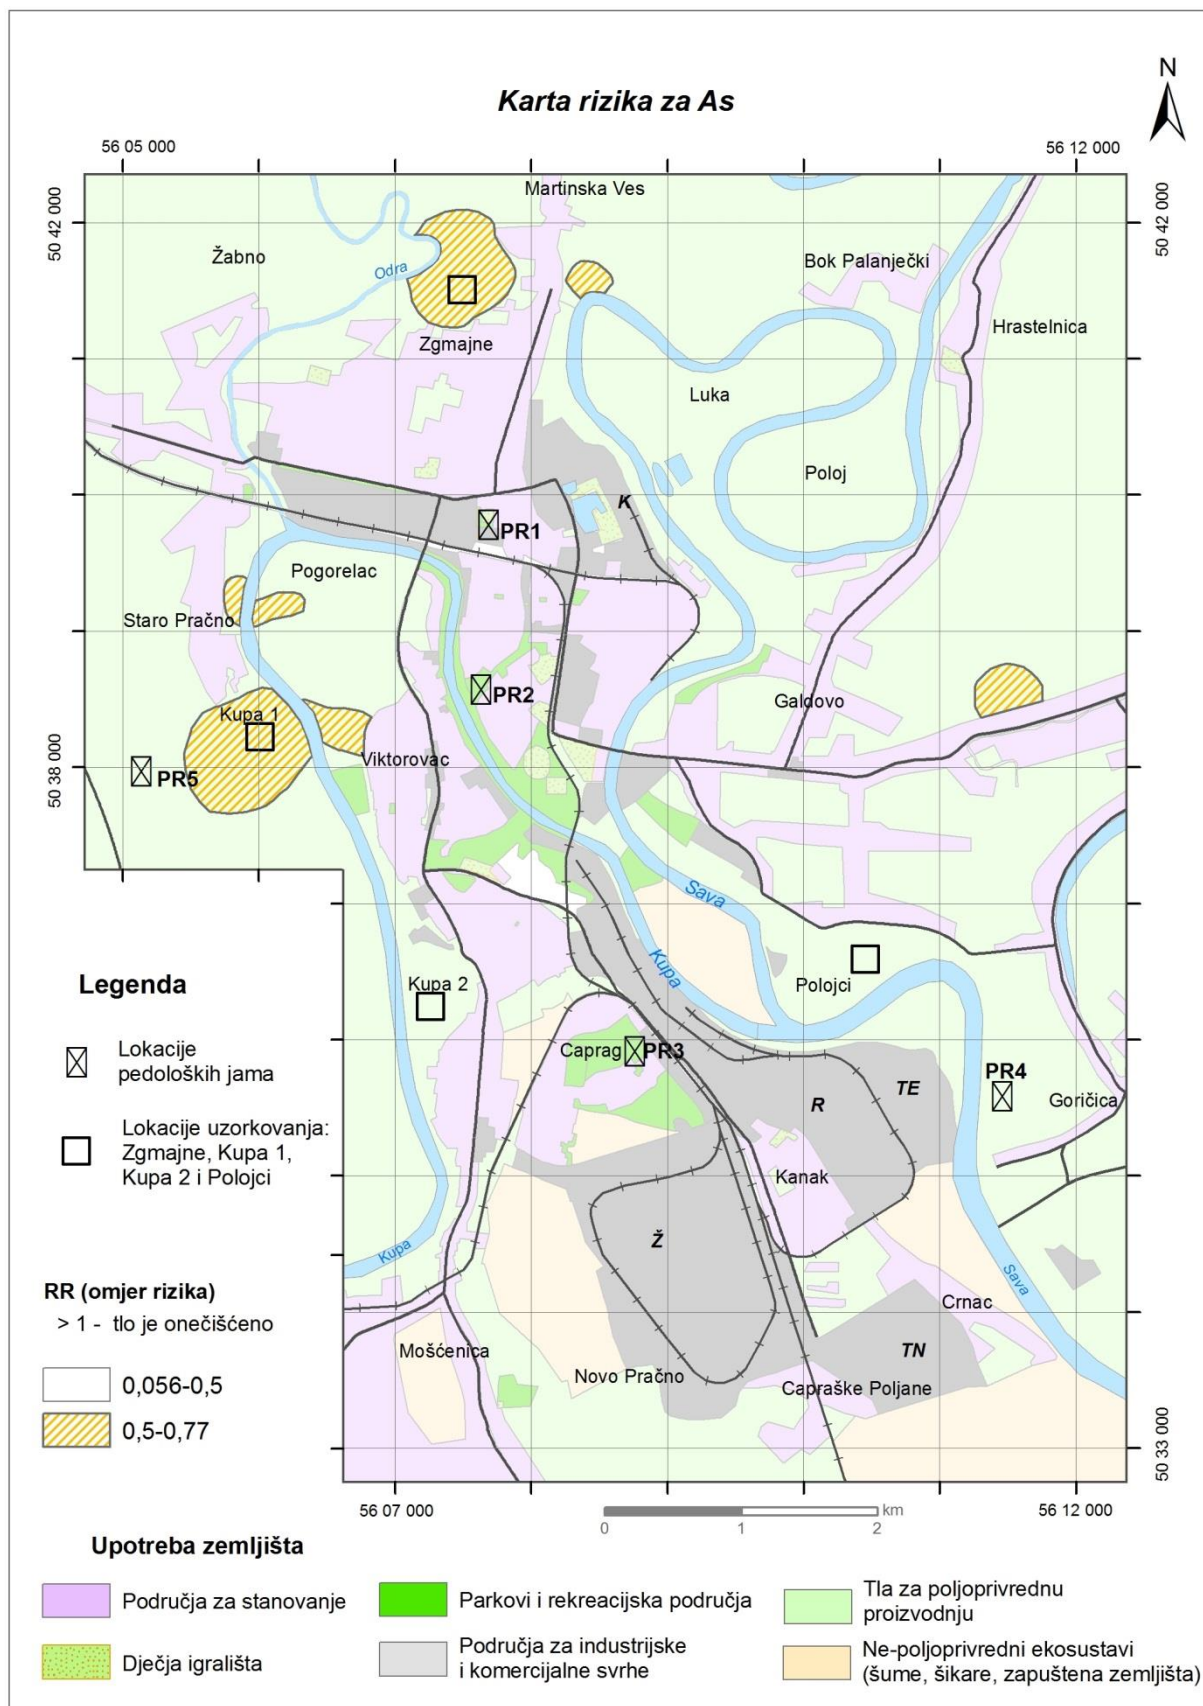 Karta rizika za As
N
56 05 000
56 12 000
50 42 000
50 42 000
Martinska Ves
Žabno
Odra
Bok Palanječki
Hrastelnica
Zgmajne
Luka
Poloj
K
PR1
Pogorelac
Staro Pračno
PR2
Galdovo
Kupa 1
Viktorovac
50 38 000
PR5
Sava
Kupa
Polojci
Kupa 2
Caprag
PR3
PR4
TE
R
Goričica
Kanak
Ž
Kupa
Sava
Crnac
TN
Mošćenica
Novo Pračno
Capraške Poljane
50 33 000
56 07 000
56 12 000
km
0 1 2
Legenda
Lokacije
pedoloških jama
Lokacije uzorkovanja:
Zgmajne, Kupa 1,
Kupa 2 i Polojci
RR (omjer rizika)
> 1 - tlo je onečišćeno
0,056-0,5
0,5-0,77
Upotreba zemljišta
Područja za stanovanje
Dječja igrališta
Parkovi i rekreacijska područja
Područja za industrijske
i komercijalne svrhe
Tla za poljoprivrednu
proizvodnju
Ne-poljoprivredni ekosustavi
(šume, šikare, zapuštena zemljišta)